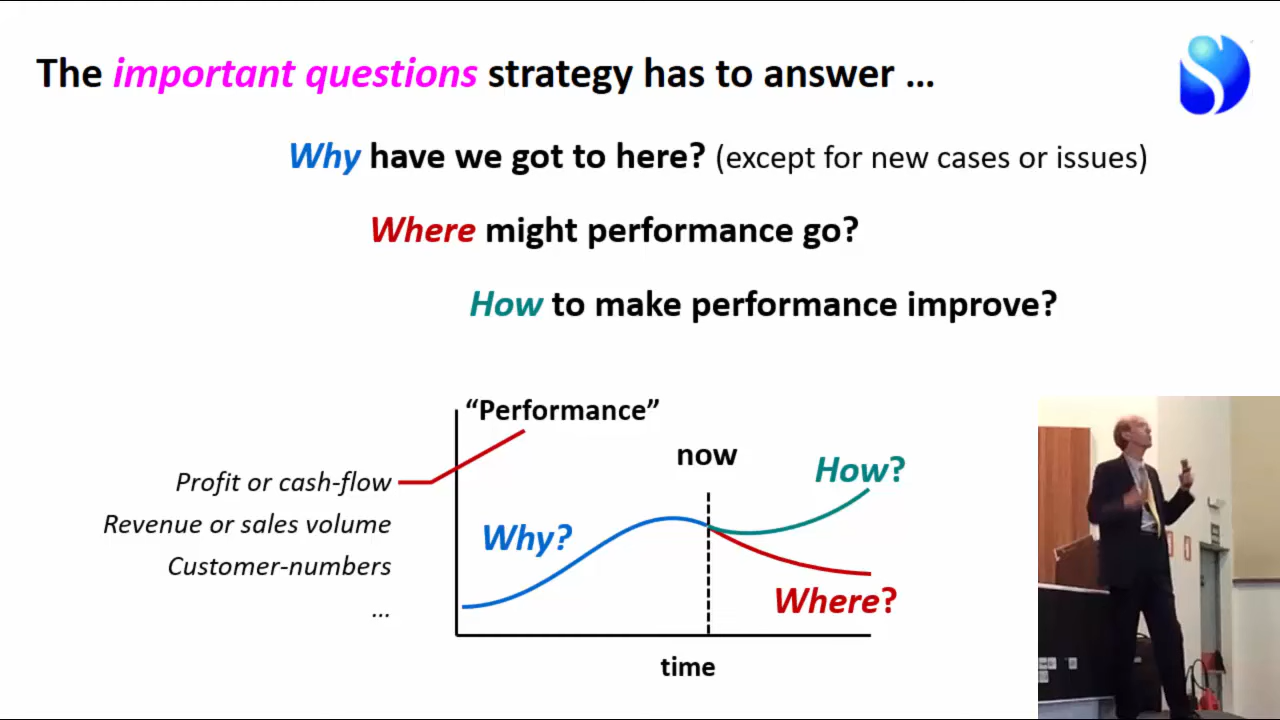 The important questions strategy has to answer ...
Why have we got to here? (except for new cases or issues)
Where might performance go?
How to make performance improve?
“Performance”
now
How?
Profit or cash-flow
Revenue or sales volume
Why?
Customer-numbers
Where?
...
time